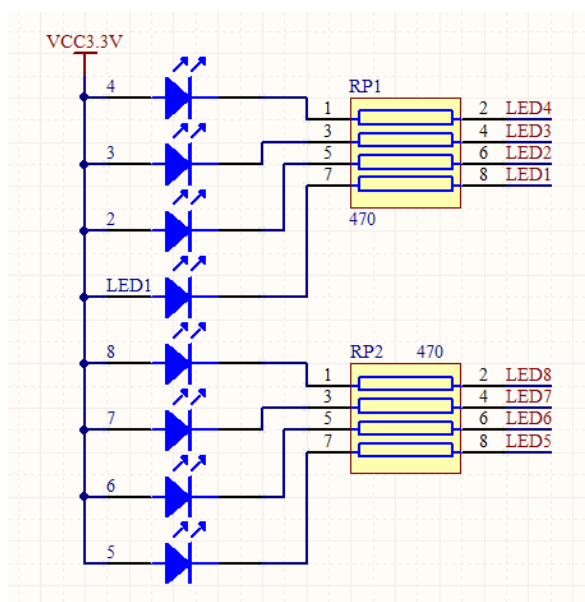 VCC3.3V
4
RP1
1 2 LED4
3 4 LED3
3
5 6 LED2
7 8 LED1
2
470
LED1
8
RP2 470
1 2 LED8
3 4 LED7
7
5 6 LED6
7 8 LED5
6
5